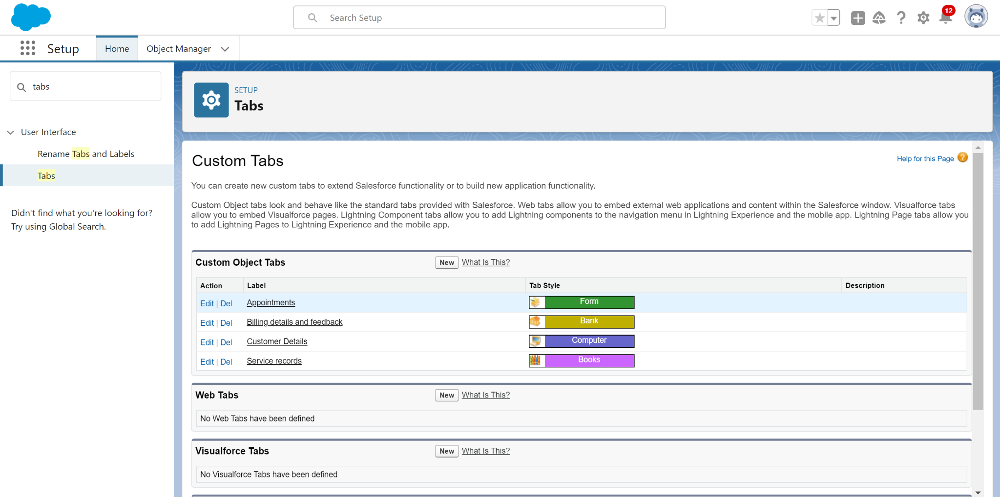 Search Setup
12
Setup
Home
Object Manager
tabs
User Interface
Rename Tabs and Labels
Tabs
Didn't find what you're looking for?
Try using Global Search.
SETUP
Tabs
Custom Tabs
Help for this Page
You can create new custom tabs to extend Salesforce functionality or to build new application functionality.
Custom Object tabs look and behave like the standard tabs provided with Salesforce. Web tabs allow you to embed external web applications and content within the Salesforce window. Visualforce tabs
allow you to embed Visualforce pages. Lightning Component tabs allow you to add Lightning components to the navigation menu in Lightning Experience and the mobile app. Lightning Page tabs allow you
to add Lightning Pages to Lightning Experience and the mobile app.
Custom Object Tabs New What Is This?
Action Label Tab Style Description
Edit | Del Appointments Form
Edit | Del Billing details and feedback Bank
Edit | Del Customer Details Computer
Edit | Del Service records Books
Web Tabs New What Is This?
No Web Tabs have been defined
Visualforce Tabs New What Is This?
No Visualforce Tabs have been defined